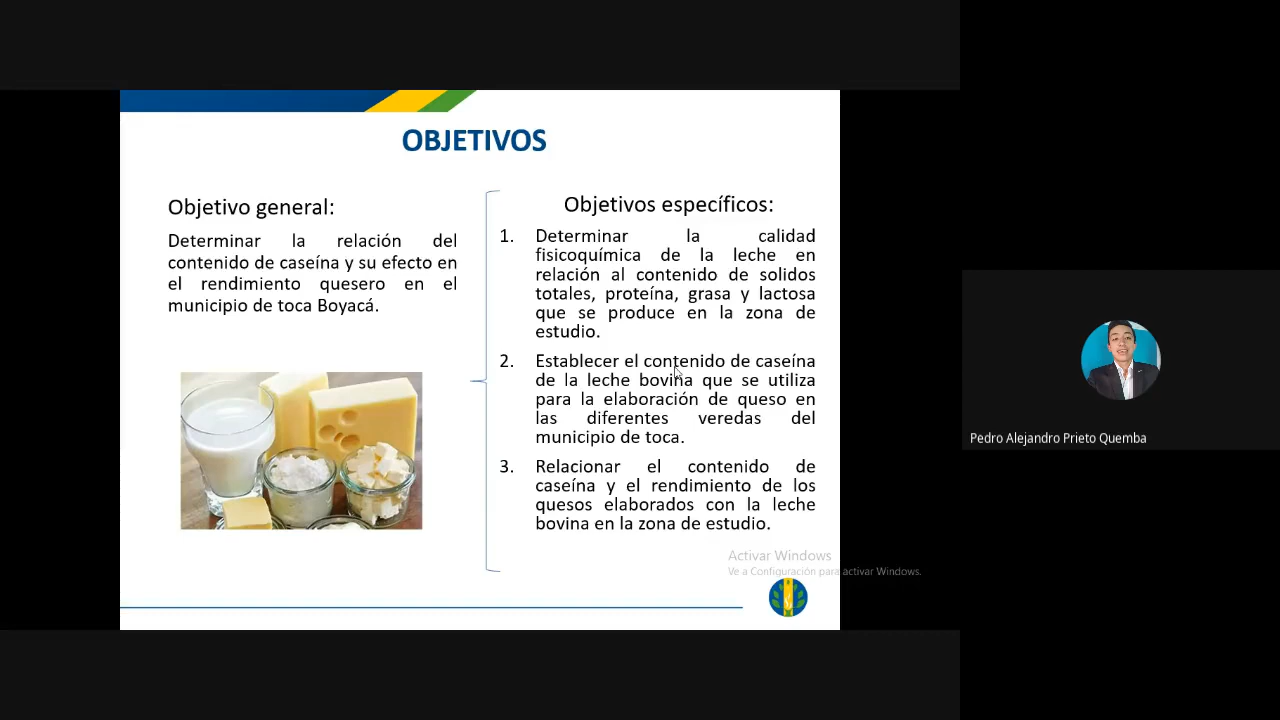 OBJETIVOS
Objetivo general:
Determinar la relación del
contenido de caseína y su efecto en
el rendimiento quesero en el
municipio de toca Boyacá.
Objetivos específicos:
1. Determinar la calidad
fisicoquímica de la leche en
relación al contenido de solidos
totales, proteína, grasa y lactosa
que se produce en la zona de
estudio.
2. Establecer el contenido de caseína
de la leche bovina que se utiliza
para la elaboración de queso en
las diferentes veredas del
municipio de toca.
3. Relacionar el contenido de
caseína y el rendimiento de los
quesos elaborados con la leche
bovina en la zona de estudio.
Activar Windows
Ve a Configuración para activar Windows.
Pedro Alejandro Prieto Quemba